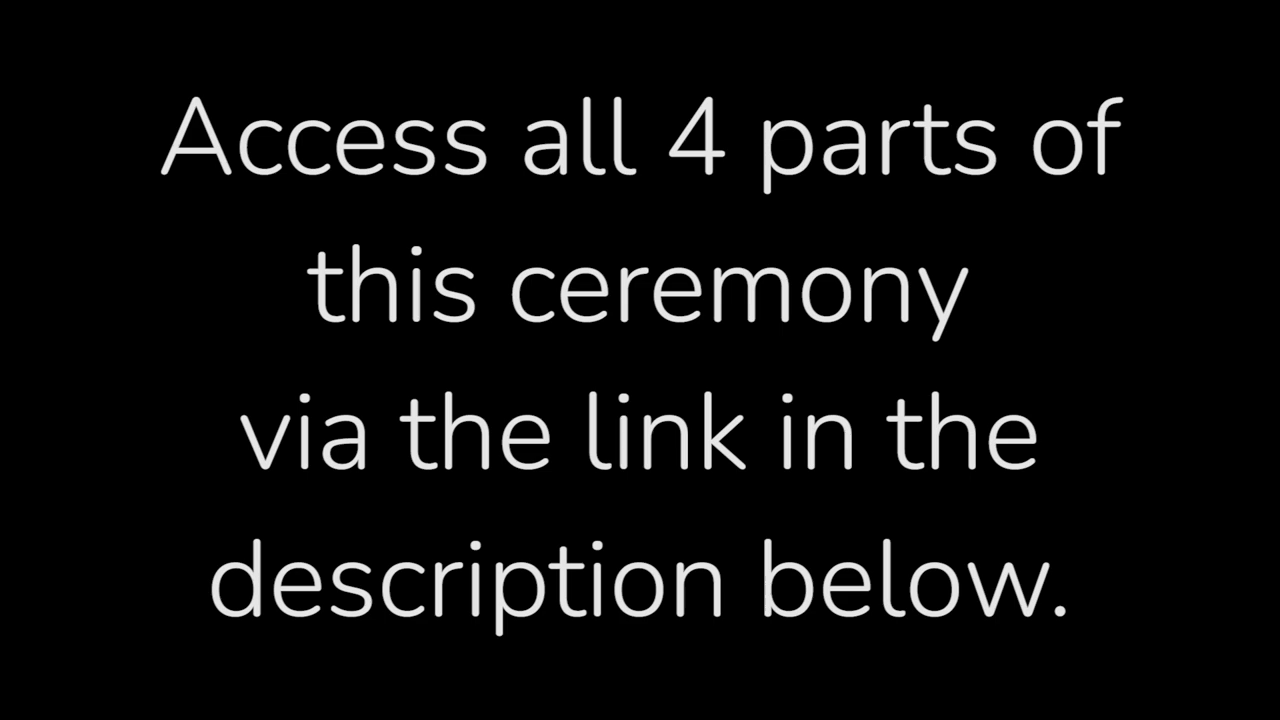 Access all 4 parts of
this ceremony
via the link in the
description below.